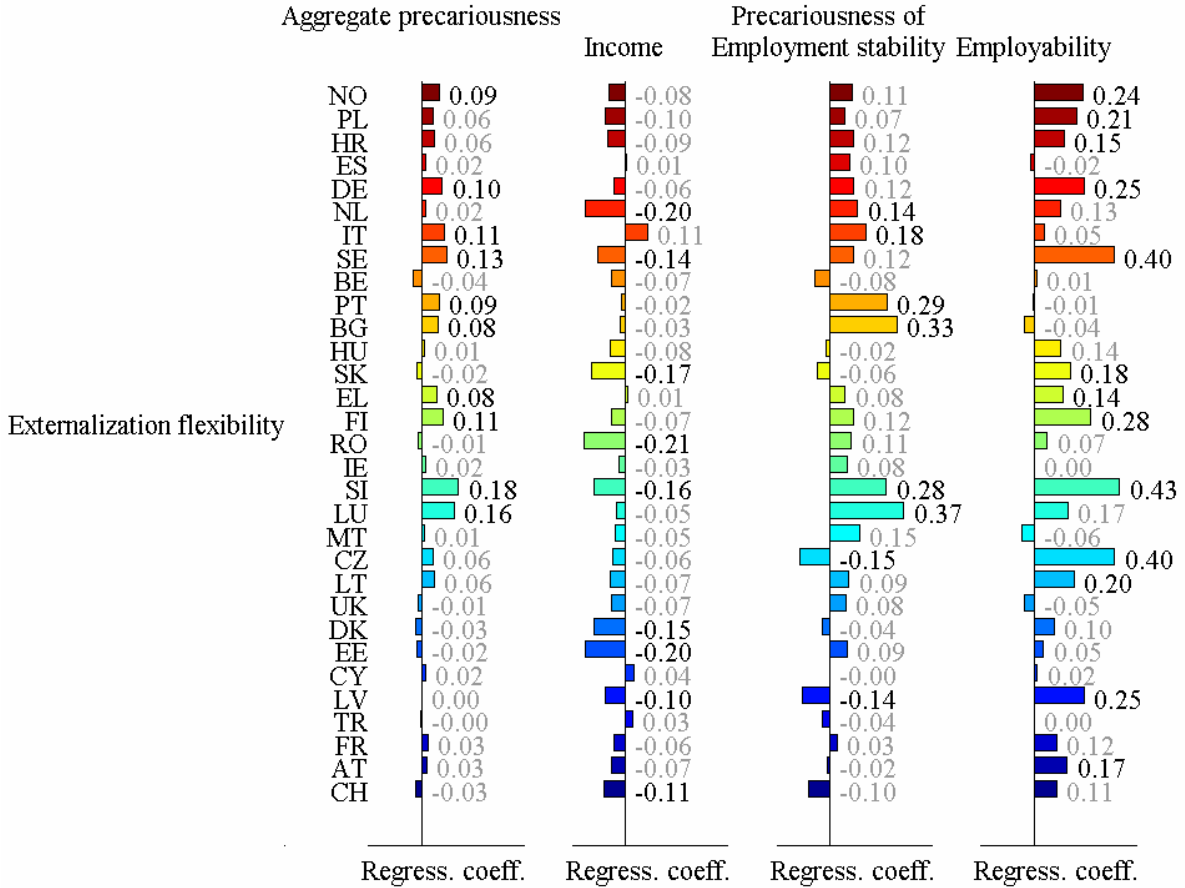 Aggregate precariousness Precariousness of
Income Employment stability Employability
NO 0.09 -0.08 0.11 0.24
PL 0.06 -0.10 0.07 0.21
HR 0.06 -0.09 0.12 0.15
ES 0.02 0.01 0.10 -0.02
DE 0.10 -0.06 0.12 0.25
NL 0.02 -0.20 0.14 0.13
IT 0.11 0.11 0.18 0.05
SE 0.13 -0.14 0.12 0.40
BE -0.04 -0.07 -0.08 0.01
PT 0.09 -0.02 0.29 -0.01
BG 0.08 -0.03 0.33 -0.04
HU 0.01 -0.08 -0.02 0.14
SK -0.02 -0.17 -0.06 0.18
EL 0.08 0.01 0.08 0.14
Externalization flexibility FI 0.11 -0.07 0.12 0.28
RO -0.01 -0.21 0.11 0.07
IE 0.02 -0.03 0.08 0.00
SI 0.18 -0.16 0.28 0.43
LU 0.16 -0.05 0.37 0.17
MT 0.01 -0.05 0.15 -0.06
CZ 0.06 -0.06 -0.15 0.40
LT 0.06 -0.07 0.09 0.20
UK -0.01 -0.07 0.08 -0.05
DK -0.03 -0.15 -0.04 0.10
EE -0.02 -0.20 0.09 0.05
CY 0.02 0.04 -0.00 0.02
LV 0.00 -0.10 -0.14 0.25
TR -0.00 0.03 -0.04 0.00
FR 0.03 -0.06 0.03 0.12
AT 0.03 -0.07 -0.02 0.17
CH -0.03 -0.11 -0.10 0.11
Regress. coeff. Regress. coeff. Regress. coeff. Regress. coeff.